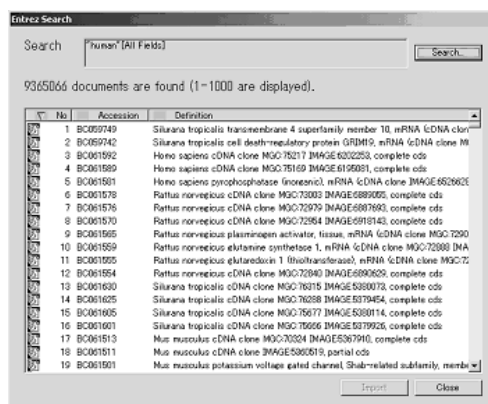 Entrez Search
Search "human"[All Fields] Search...
9365066 documents are found (1-1000 are displayed).
No Accession Definition
1 BC059749 Silurana tropicalis transmembrane 4 superfamily member 10, mRNA (cDNA clon
2 BC059742 Silurana tropicalis cell death-regulatory protein GRIM19, mRNA (cDNA clone M
3 BC061592 Homo sapiens cDNA clone MGC:75217 IMAGE:6202253, complete cds
4 BC061589 Homo sapiens cDNA clone MGC:75169 IMAGE:6195081, complete cds
5 BC061581 Homo sapiens pyrophosphatase (inorganic), mRNA (cDNA clone IMAGE:6526628
6 BC061578 Rattus norvegicus cDNA clone MGC:73003 IMAGE:6889055, complete cds
7 BC061576 Rattus norvegicus cDNA clone MGC:72979 IMAGE:6887693, complete cds
8 BC061570 Rattus norvegicus cDNA clone MGC:72954 IMAGE:6918143, complete cds
9 BC061565 Rattus norvegicus plasminogen activator, tissue, mRNA (cDNA clone MGC:7290
10 BC061559 Rattus norvegicus glutamine synthetase 1, mRNA (cDNA clone MGC:72888 IMA
11 BC061555 Rattus norvegicus glutaredoxin 1 (thioltransferase), mRNA (cDNA clone MGC:72
12 BC061554 Rattus norvegicus cDNA clone MGC:72840 IMAGE:6890629, complete cds
13 BC061630 Silurana tropicalis cDNA clone MGC:76315 IMAGE:5380073, complete cds
14 BC061625 Silurana tropicalis cDNA clone MGC:76288 IMAGE:5379454, complete cds
15 BC061605 Silurana tropicalis cDNA clone MGC:75677 IMAGE:5380114, complete cds
16 BC061601 Silurana tropicalis cDNA clone MGC:75666 IMAGE:5379926, complete cds
17 BC061513 Mus musculus cDNA clone MGC:70324 IMAGE:5367910, complete cds
18 BC061511 Mus musculus cDNA clone IMAGE:5360519, partial cds
19 BC061501 Mus musculus potassium voltage gated channel, Shab-related subfamily, membe
Import Close